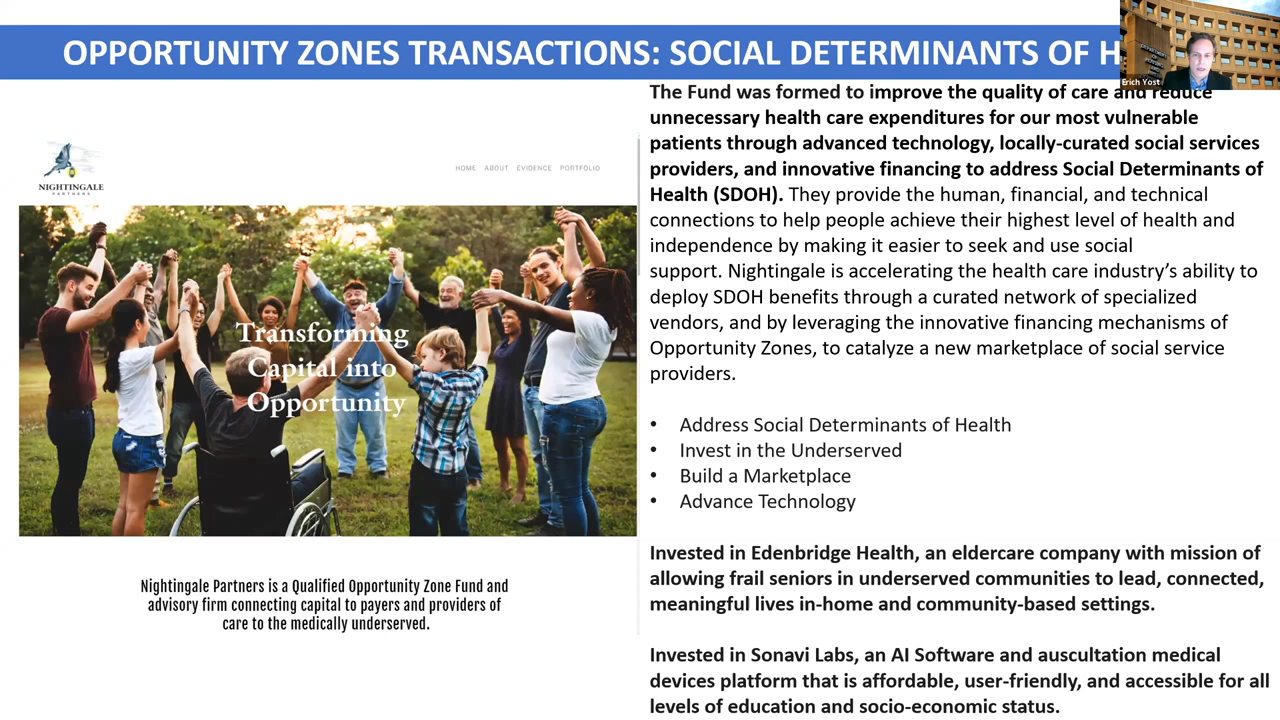 OPPORTUNITY ZONES TRANSACTIONS: SOCIAL DETERMINANTS OF H
Erich Yost
NIGHTINGALE
PARTNERS
HOME ABOUT EVIDENCE PORTFOLIO
Transforming
Capital into
Opportunity
Nightingale Partners is a Qualified Opportunity Zone Fund and
advisory firm connecting capital to payers and providers of
care to the medically underserved.
The Fund was formed to improve the quality of care and reduce
unnecessary health care expenditures for our most vulnerable
patients through advanced technology, locally-curated social services
providers, and innovative financing to address Social Determinants of
Health (SDOH). They provide the human, financial, and technical
connections to help people achieve their highest level of health and
independence by making it easier to seek and use social
support. Nightingale is accelerating the health care industry’s ability to
deploy SDOH benefits through a curated network of specialized
vendors, and by leveraging the innovative financing mechanisms of
Opportunity Zones, to catalyze a new marketplace of social service
providers.
• Address Social Determinants of Health
• Invest in the Underserved
• Build a Marketplace
• Advance Technology
Invested in Edenbridge Health, an eldercare company with mission of
allowing frail seniors in underserved communities to lead, connected,
meaningful lives in-home and community-based settings.
Invested in Sonavi Labs, an AI Software and auscultation medical
devices platform that is affordable, user-friendly, and accessible for all
levels of education and socio-economic status.